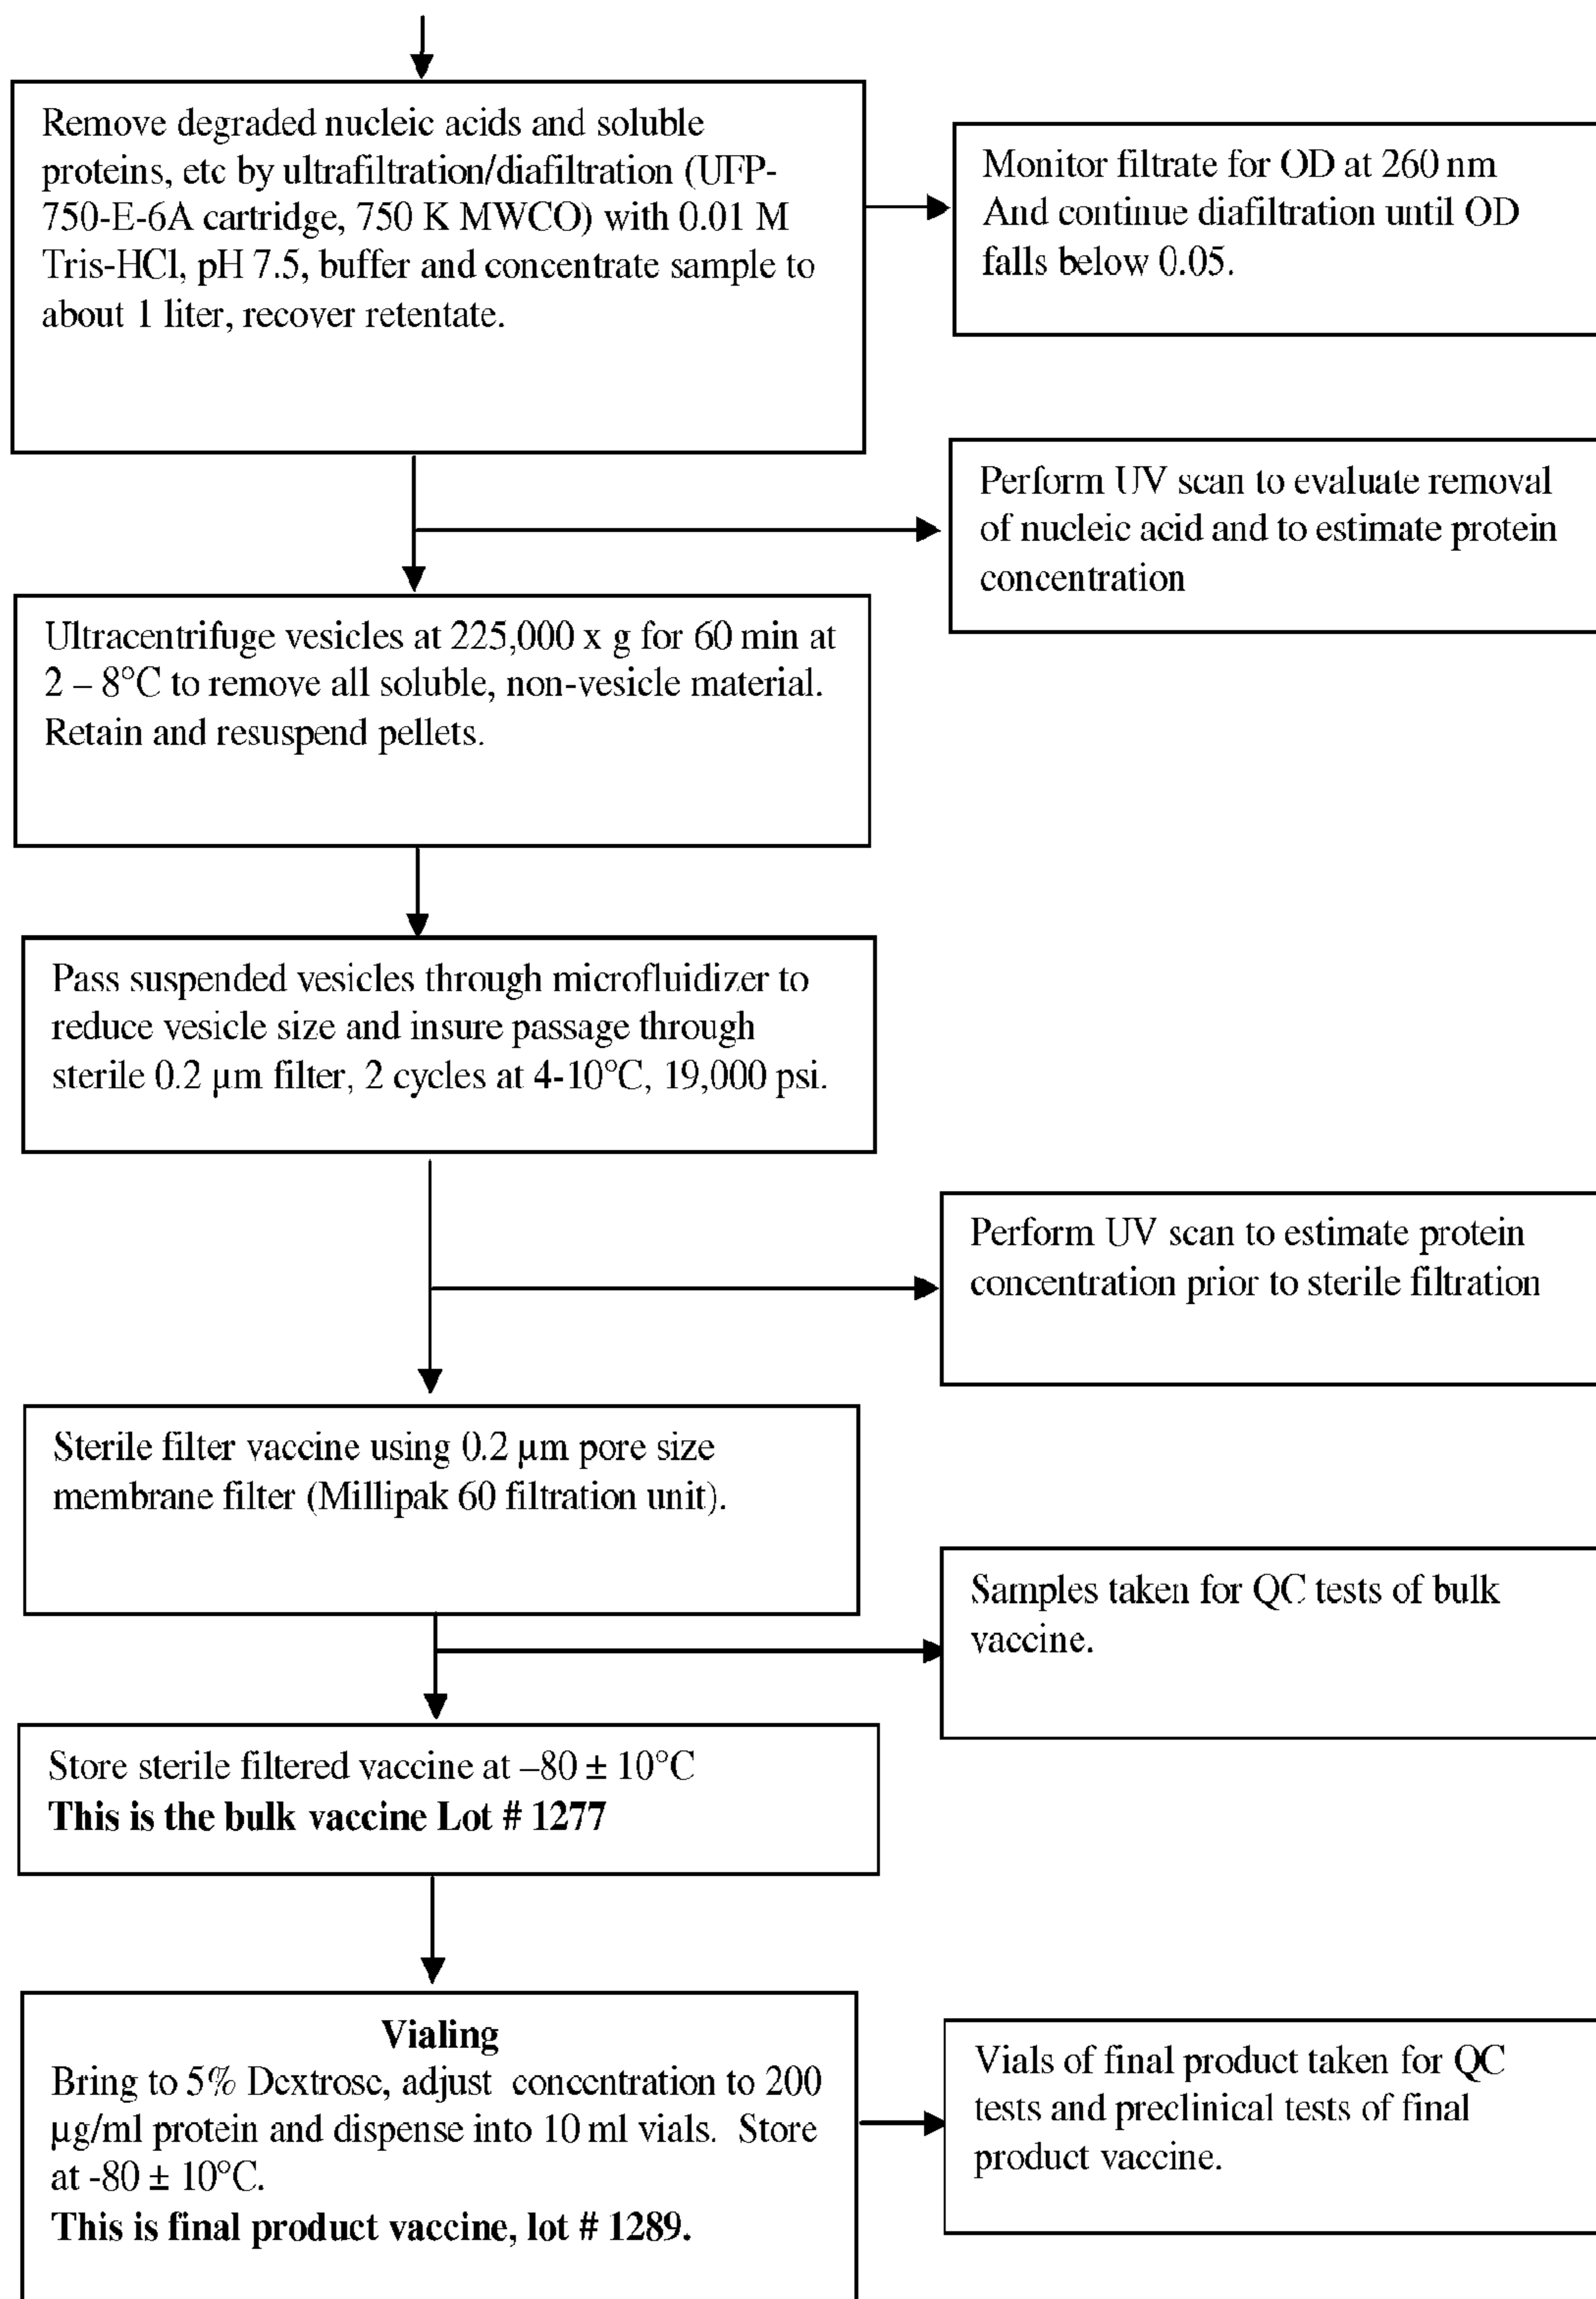 Remove degraded nucleic acids and soluble
proteins, etc by ultrafiltration/diafiltration (UFP-
750-E-6A cartridge, 750 K MWCO) with 0.01 M
Tris-HCl, pH 7.5, buffer and concentrate sample to
about 1 liter, recover retentate.
Monitor filtrate for OD at 260 nm
And continue diafiltration until OD
falls below 0.05.
Perform UV scan to evaluate removal
of nucleic acid and to estimate protein
concentration
Ultracentrifuge vesicles at 225,000 x g for 60 min at
2 – 8°C to remove all soluble, non-vesicle material.
Retain and resuspend pellets.
Pass suspended vesicles through microfluidizer to
reduce vesicle size and insure passage through
sterile 0.2 µm filter, 2 cycles at 4-10°C, 19,000 psi.
Perform UV scan to estimate protein
concentration prior to sterile filtration
Sterile filter vaccine using 0.2 µm pore size
membrane filter (Millipak 60 filtration unit).
Samples taken for QC tests of bulk
vaccine.
Store sterile filtered vaccine at –80 ± 10°C
This is the bulk vaccine Lot # 1277
Vialing
Bring to 5% Dextrose, adjust  concentration to 200
µg/ml protein and dispense into 10 ml vials.  Store
at -80 ± 10°C.
This is final product vaccine, lot # 1289.
Vials of final product taken for QC
tests and preclinical tests of final
product vaccine.